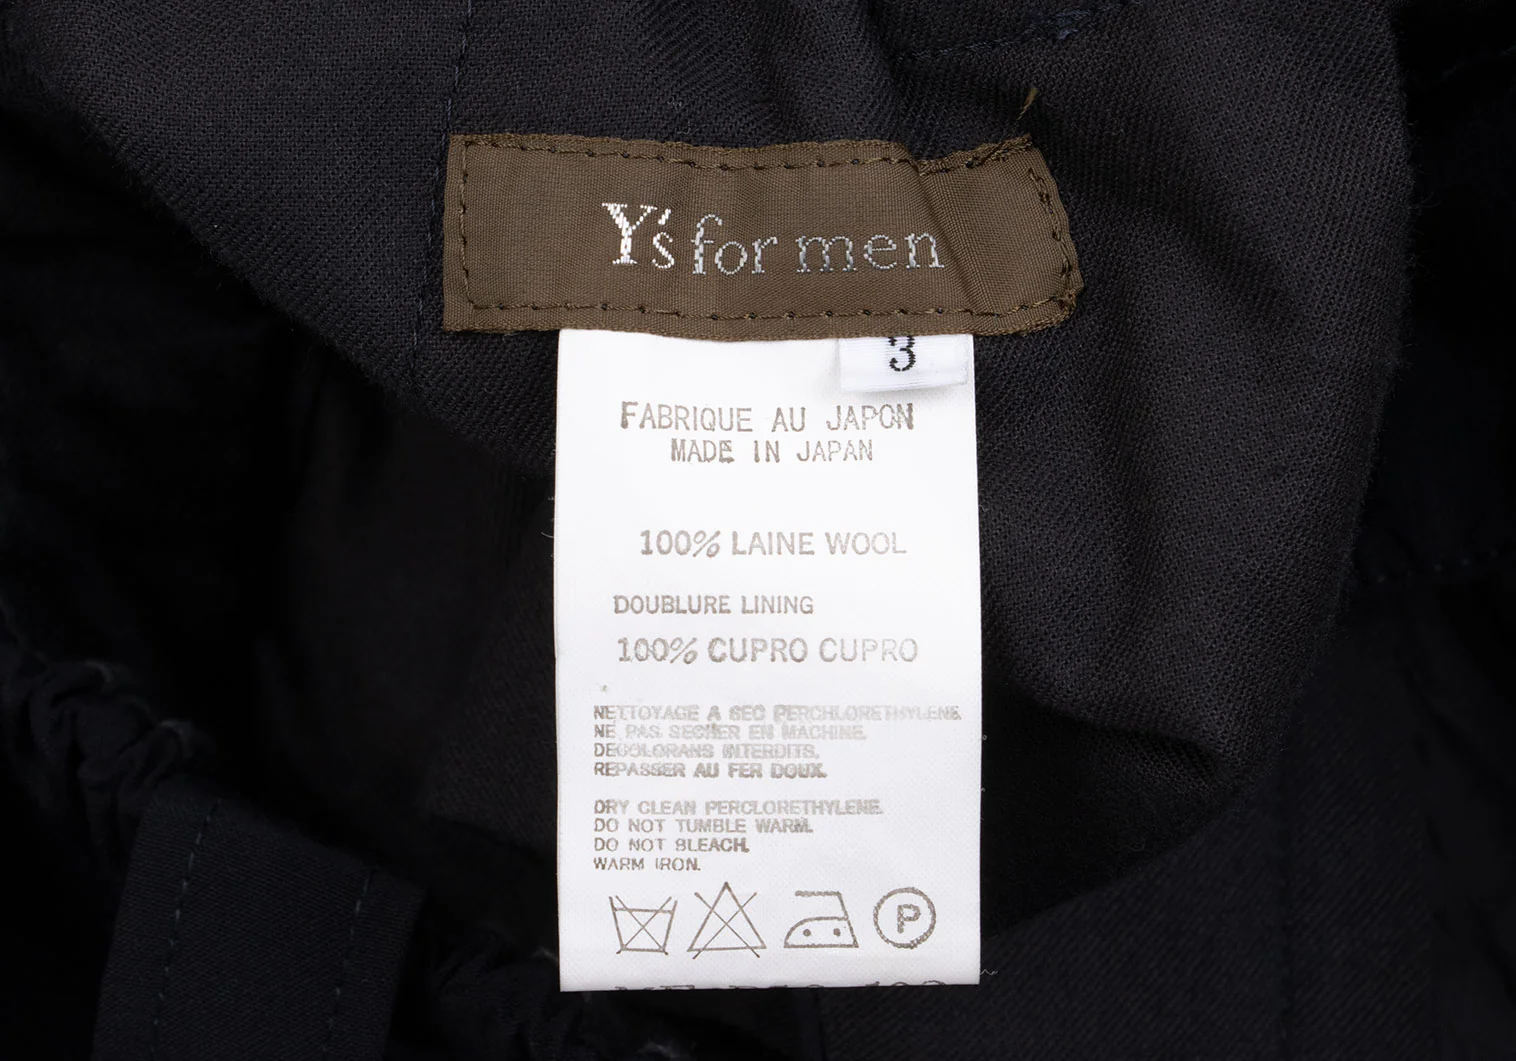 Y's for men
3
FABRIQUE AU JAPON
MADE IN JAPAN
100% LAINE WOOL
DOUBLURE LINING
100% CUPRO CUPRO
NETTOYAGE A SEC PERCHLORETHYLENE.
NE PAS SECHER EN MACHINE.
DECOLORANS INTERDITS.
REPASSER AU FER DOUX.
DRY CLEAN PERCLORETHYLENE.
DO NOT TUMBLE WARM.
DO NOT BLEACH.
WARM IRON.
P